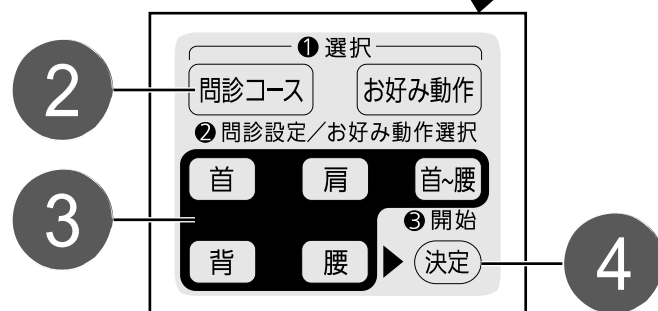 ❶選択
2
問診コース
お好み動作
❷問診設定／お好み動作選択
3
首
肩
首~腰
❸開始
背
腰
決定
4